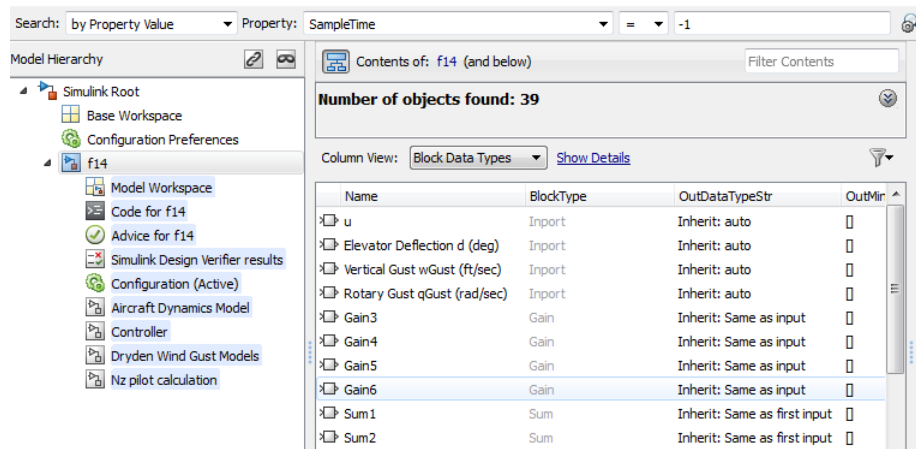 Search: by Property Value Property: SampleTime = -1
Model Hierarchy
Simulink Root
Base Workspace
Configuration Preferences
f14
Model Workspace
Code for f14
Advice for f14
Simulink Design Verifier results
Configuration (Active)
Aircraft Dynamics Model
Controller
Dryden Wind Gust Models
Nz pilot calculation
Contents of: f14 (and below) Filter Contents
Number of objects found: 39
Column View: Block Data Types Show Details
Name BlockType OutDataTypeStr OutMin
u Inport Inherit: auto []
Elevator Deflection d (deg) Inport Inherit: auto []
Vertical Gust wGust (ft/sec) Inport Inherit: auto []
Rotary Gust qGust (rad/sec) Inport Inherit: auto []
Gain3 Gain Inherit: Same as input []
Gain4 Gain Inherit: Same as input []
Gain5 Gain Inherit: Same as input []
Gain6 Gain Inherit: Same as input []
Sum1 Sum Inherit: Same as first input []
Sum2 Sum Inherit: Same as first input []